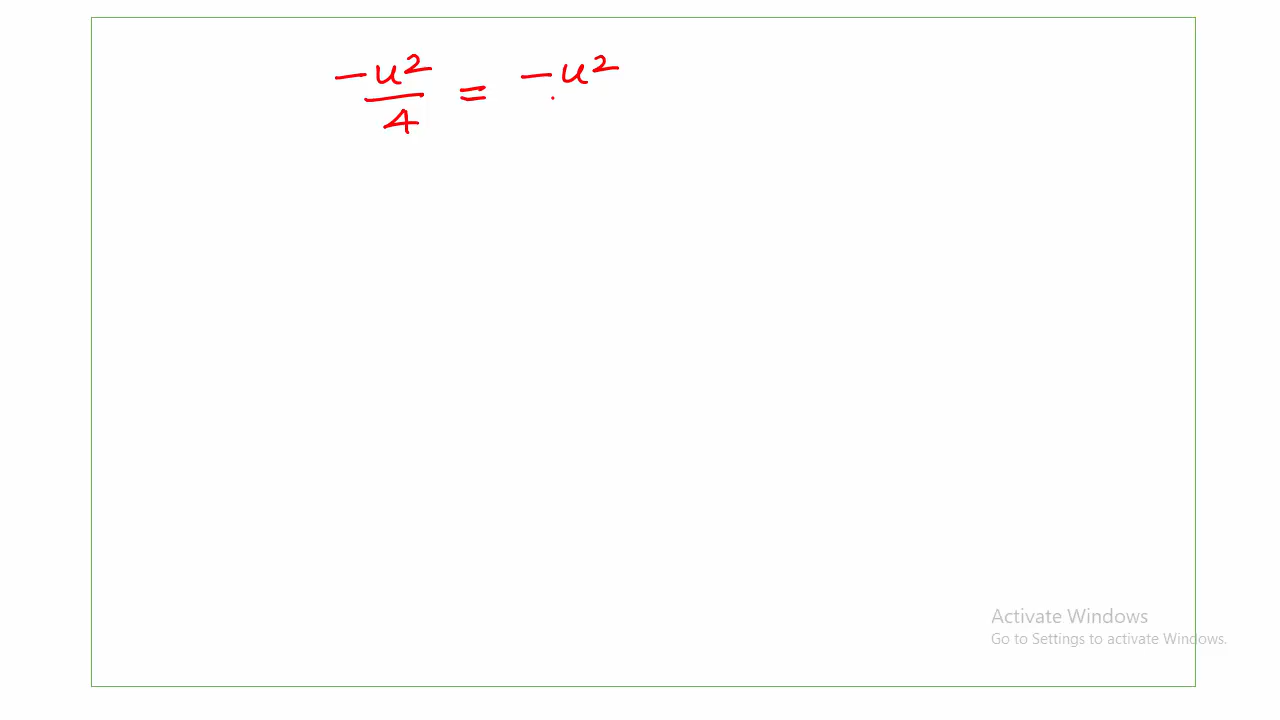 -u²/4 = -u²
Activate Windows
Go to Settings to activate Windows.